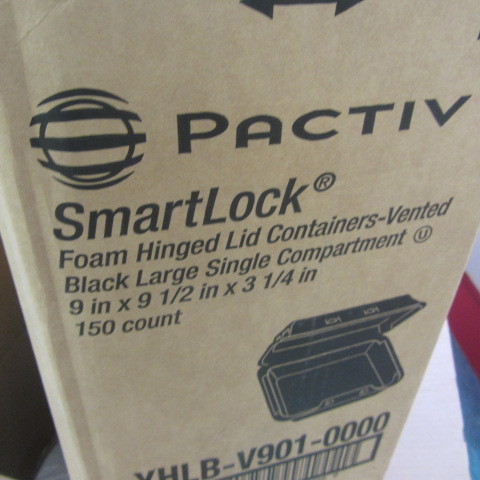 PACTIV
SmartLock®
Foam Hinged Lid Containers-Vented
Black Large Single Compartment Ⓤ
9 in x 9 1/2 in x 3 1/4 in
150 count
YHLB-V901-0000